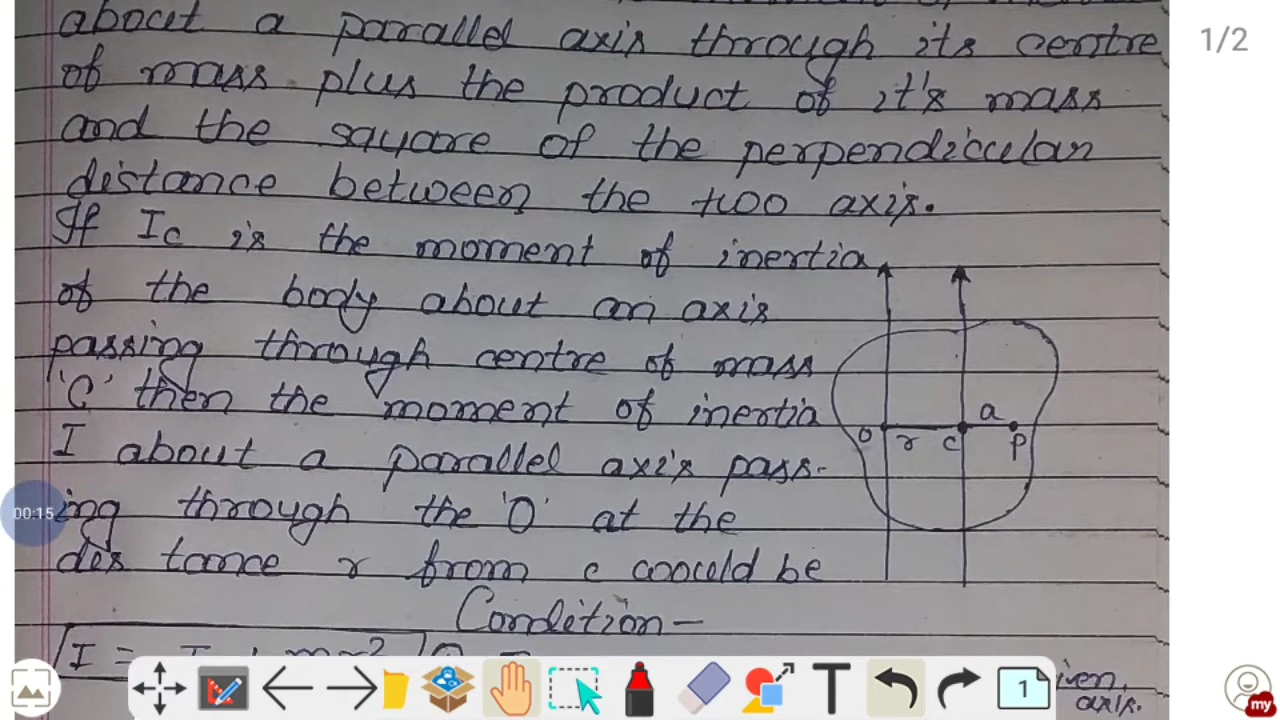 about a parallel axis through its centre
1/2
of mass plus the product of it's mass
and the square of the perpendicular
distance between the two axis.
If Ic is the moment of inertia
of the body about an axis
passing through centre of mass
'C' then the moment of inertia
I about a parallel axis pass-
ing through the 'O' at the
distance r from c would be
O r C a P
Condition—
I =
00:15
T
1
axis.
my